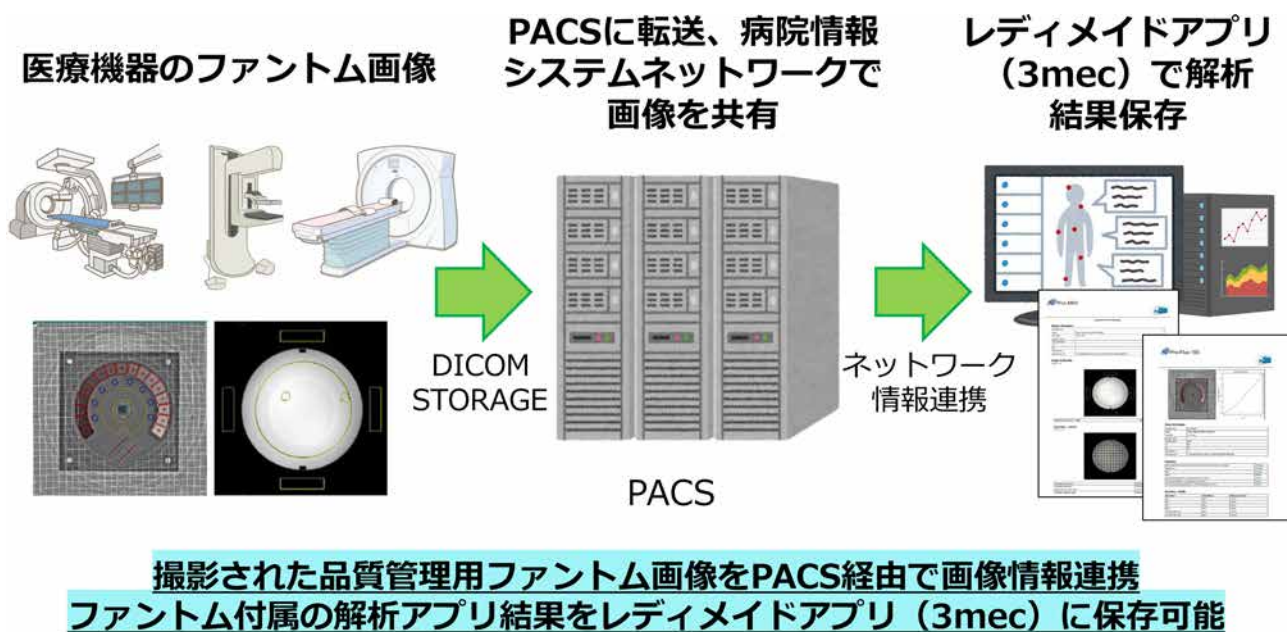 医療機器のファントム画像
PACSに転送、病院情報
システムネットワークで
画像を共有
レディメイドアプリ
（3mec）で解析
結果保存
DICOM
STORAGE
PACS
ネットワーク
情報連携
撮影された品質管理用ファントム画像をPACS経由で画像情報連携
ファントム付属の解析アプリ結果をレディメイドアプリ（3mec）に保存可能